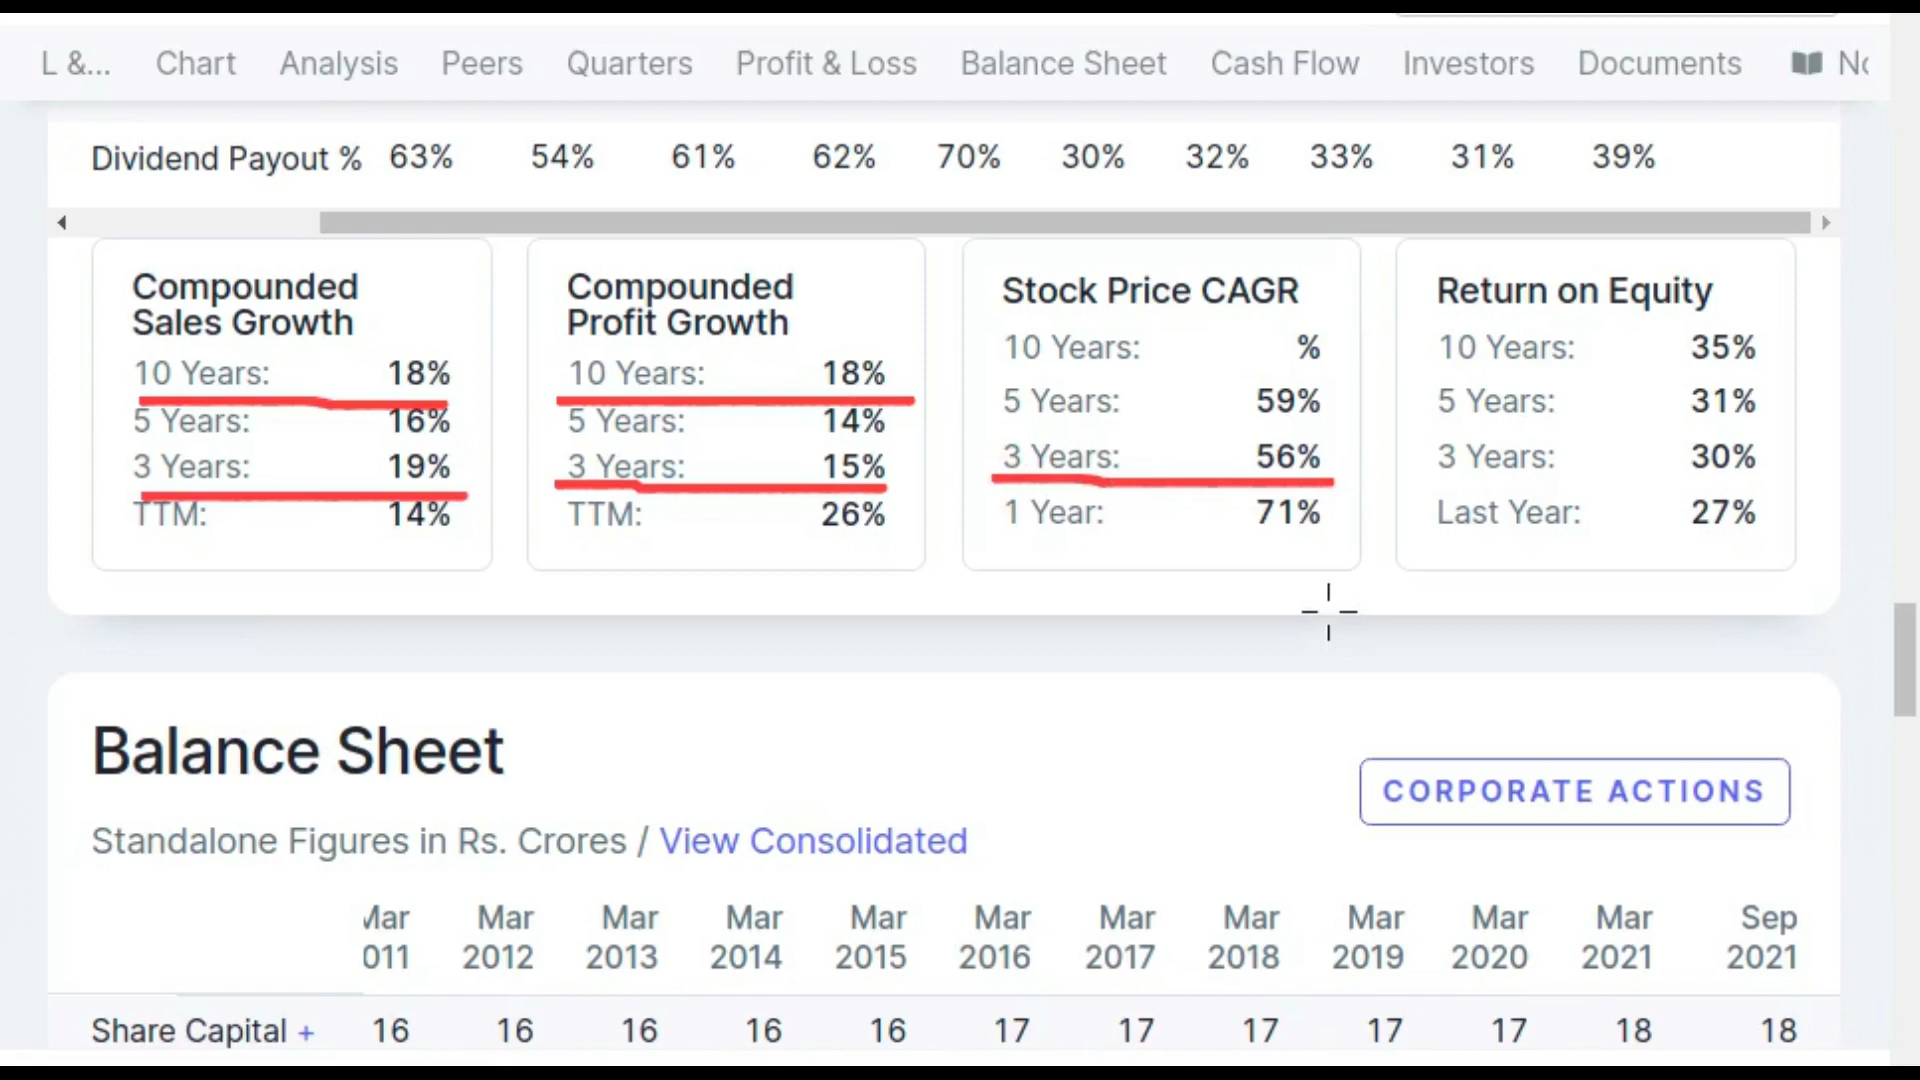 L &... Chart Analysis Peers Quarters Profit & Loss Balance Sheet Cash Flow Investors Documents
Dividend Payout % 63% 54% 61% 62% 70% 30% 32% 33% 31% 39%
Compounded
Sales Growth
10 Years: 18%
5 Years: 16%
3 Years: 19%
TTM: 14%
Compounded
Profit Growth
10 Years: 18%
5 Years: 14%
3 Years: 15%
TTM: 26%
Stock Price CAGR
10 Years: %
5 Years: 59%
3 Years: 56%
1 Year: 71%
Return on Equity
10 Years: 35%
5 Years: 31%
3 Years: 30%
Last Year: 27%
Balance Sheet
CORPORATE ACTIONS
Standalone Figures in Rs. Crores / View Consolidated
Mar Mar Mar Mar Mar Mar Mar Mar Mar Mar Sep
011 2012 2013 2014 2015 2016 2017 2018 2019 2020 2021 2021
Share Capital + 16 16 16 16 16 17 17 17 17 17 18 18